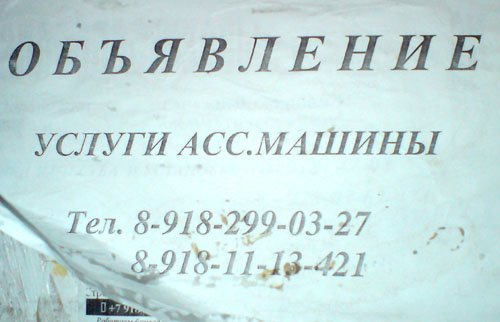 ОБЪЯВЛЕНИЕ
УСЛУГИ АСС.МАШИНЫ
Тел. 8-918-299-03-27
8-918-11-13-421